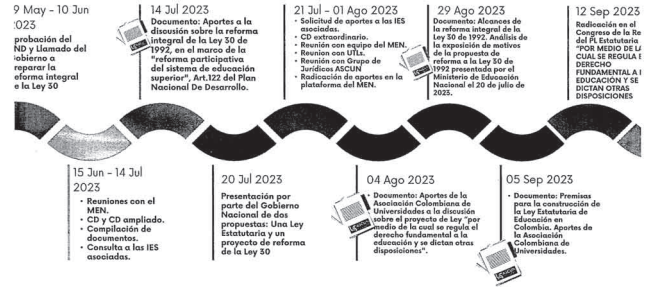 9 May - 10 Jun
2023
probación del
ND y Llamado del
obierno a
reparar la
eforma integral
e la Ley 30
14 Jul 2023
Documento: Aportes a la
discusión sobre la reforma
integral de la Ley 30 de
1992, en el marco de la
"reforma participativa
del sistema de educación
superior", Art.122 del Plan
Nacional De Desarrollo.
21 Jul - 01 Ago 2023
• Solicitud de aportes a las IES
asociadas.
• CD extraordinario.
• Reunión con equipo del MEN.
• Reunión con UTLs.
• Reunión con Grupo de
Jurídicos ASCUN
• Radicación de aportes en la
plataforma del MEN.
29 Ago 2023
Documento: Alcances de
la reforma integral de la
Ley 30 de 1992. Análisis de
la exposición de motivos
de la propuesta de
reforma a la Ley 30 de
1992 presentada por el
Ministerio de Educación
Nacional el 20 de julio de
2023.
12 Sep 2023
Radicación en el
Congreso de la Re
del PL Estatutaria
"POR MEDIO DE LA
CUAL SE REGULA E
DERECHO
FUNDAMENTAL A
EDUCACIÓN Y SE
DICTAN OTRAS
DISPOSICIONES
15 Jun - 14 Jul
2023
• Reuniones con el
MEN.
• CD y CD ampliado.
• Compilación de
documentos.
• Consulta a las IES
asociadas.
20 Jul 2023
Presentación por
parte del Gobierno
Nacional de dos
propuestas: Una Ley
Estatutaria y un
proyecto de reforma
de la Ley 30
04 Ago 2023
• Documento: Aportes de la
Asociación Colombiana de
Universidades a la discusión
sobre el proyecto de Ley "por
medio de la cual se regula el
derecho fundamental a la
educación y se dictan otras
disposiciones".
05 Sep 2023
• Documento: Premisas
para la construcción de
la Ley Estatutaria de
Educación en
Colombia. Aportes de
la Asociación
Colombiana de
Universidades.